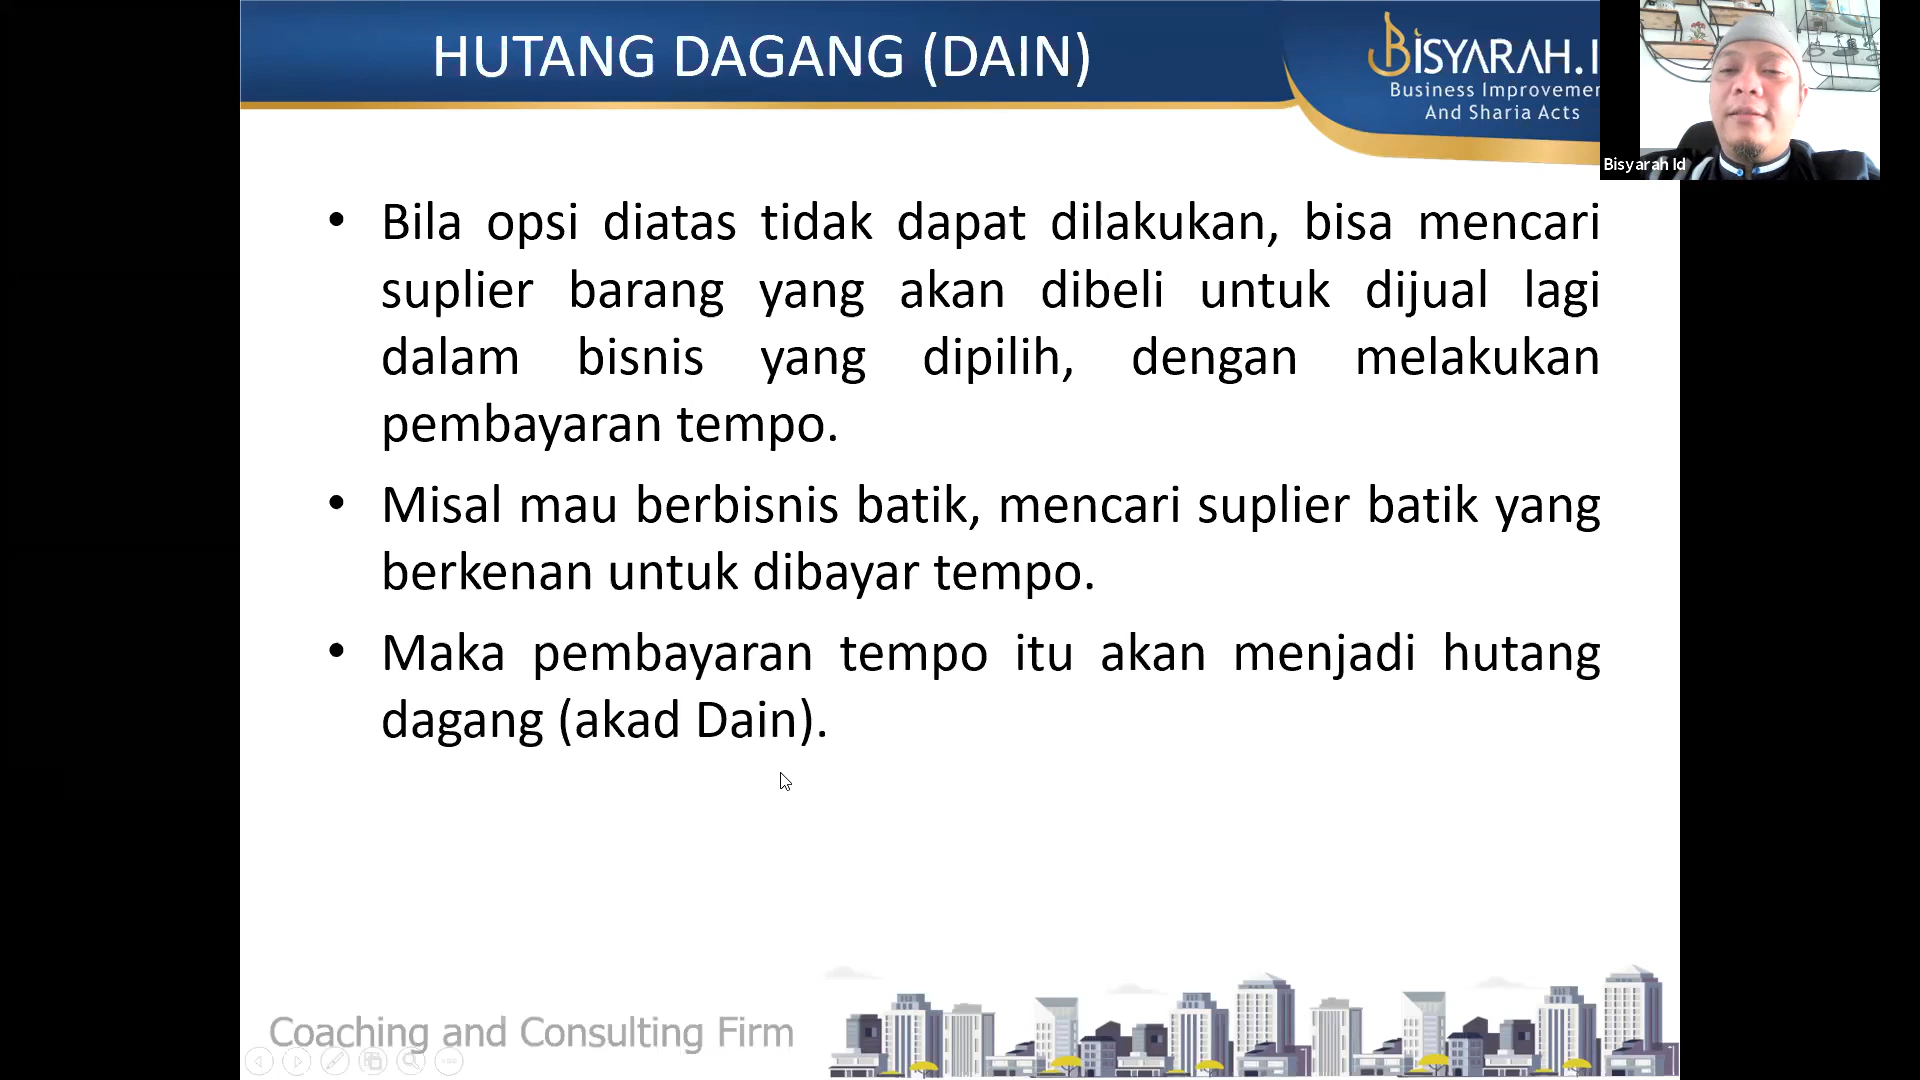 HUTANG DAGANG (DAIN)
BISYARAH.I
Business Improvemen
And Sharia Acts
Bisyarah Id
• Bila opsi diatas tidak dapat dilakukan, bisa mencari
suplier barang yang akan dibeli untuk dijual lagi
dalam bisnis yang dipilih, dengan melakukan
pembayaran tempo.
• Misal mau berbisnis batik, mencari suplier batik yang
berkenan untuk dibayar tempo.
• Maka pembayaran tempo itu akan menjadi hutang
dagang (akad Dain).
Coaching and Consulting Firm